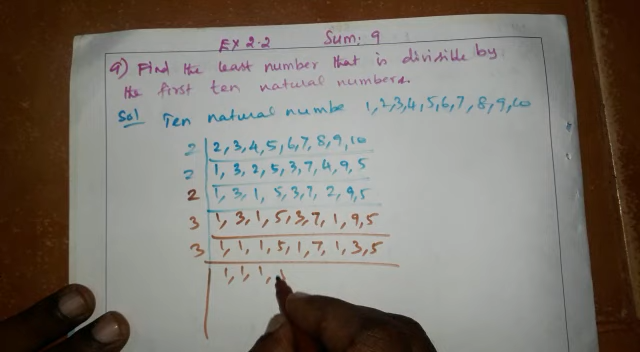 Ex 2.2 Sum: 9
9) Find the least number that is divisible by
the first ten natural numbers.
Sol Ten natural numbe 1,2,3,4,5,6,7,8,9,10
2 2,3,4,5,6,7,8,9,10
2 1,3,2,5,3,7,4,9,5
2 1,3,1,5,3,7,2,9,5
3 1,3,1,5,3,7,1,9,5
3 1,1,1,5,1,7,1,3,5
1,1,1,